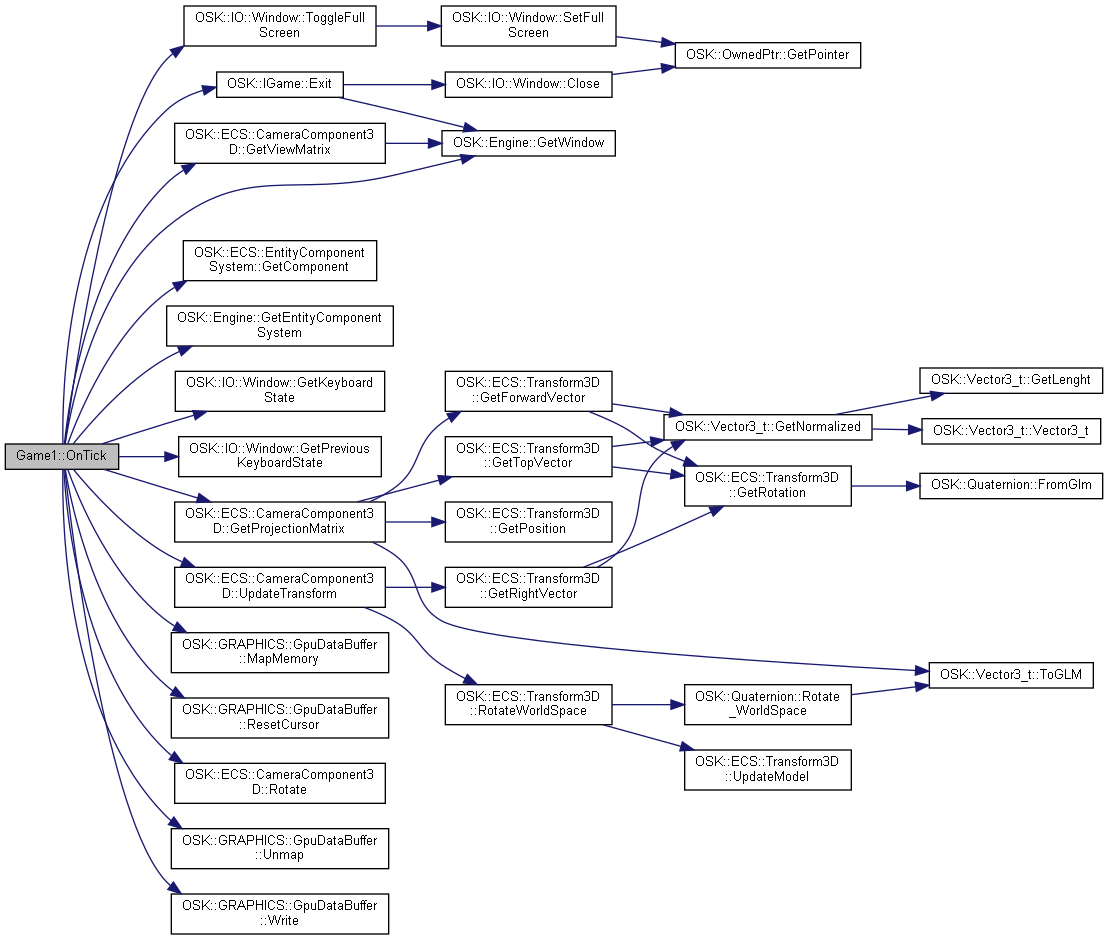 OSK::IO::Window::ToggleFull
Screen
OSK::IO::Window::SetFull
Screen
OSK::OwnedPtr::GetPointer
OSK::IGame::Exit
OSK::IO::Window::Close
OSK::ECS::CameraComponent3
D::GetViewMatrix
OSK::Engine::GetWindow
OSK::ECS::EntityComponent
System::GetComponent
OSK::Engine::GetEntityComponent
System
OSK::IO::Window::GetKeyboard
State
OSK::ECS::Transform3D
::GetForwardVector
OSK::Vector3_t::GetLenght
Game1::OnTick
OSK::IO::Window::GetPrevious
KeyboardState
OSK::ECS::Transform3D
::GetTopVector
OSK::Vector3_t::GetNormalized
OSK::Vector3_t::Vector3_t
OSK::ECS::Transform3D
::GetRotation
OSK::Quaternion::FromGlm
OSK::ECS::CameraComponent3
D::GetProjectionMatrix
OSK::ECS::Transform3D
::GetPosition
OSK::ECS::CameraComponent3
D::UpdateTransform
OSK::ECS::Transform3D
::GetRightVector
OSK::GRAPHICS::GpuDataBuffer
::MapMemory
OSK::Vector3_t::ToGLM
OSK::GRAPHICS::GpuDataBuffer
::ResetCursor
OSK::ECS::Transform3D
::RotateWorldSpace
OSK::Quaternion::Rotate
_WorldSpace
OSK::ECS::CameraComponent3
D::Rotate
OSK::ECS::Transform3D
::UpdateModel
OSK::GRAPHICS::GpuDataBuffer
::Unmap
OSK::GRAPHICS::GpuDataBuffer
::Write